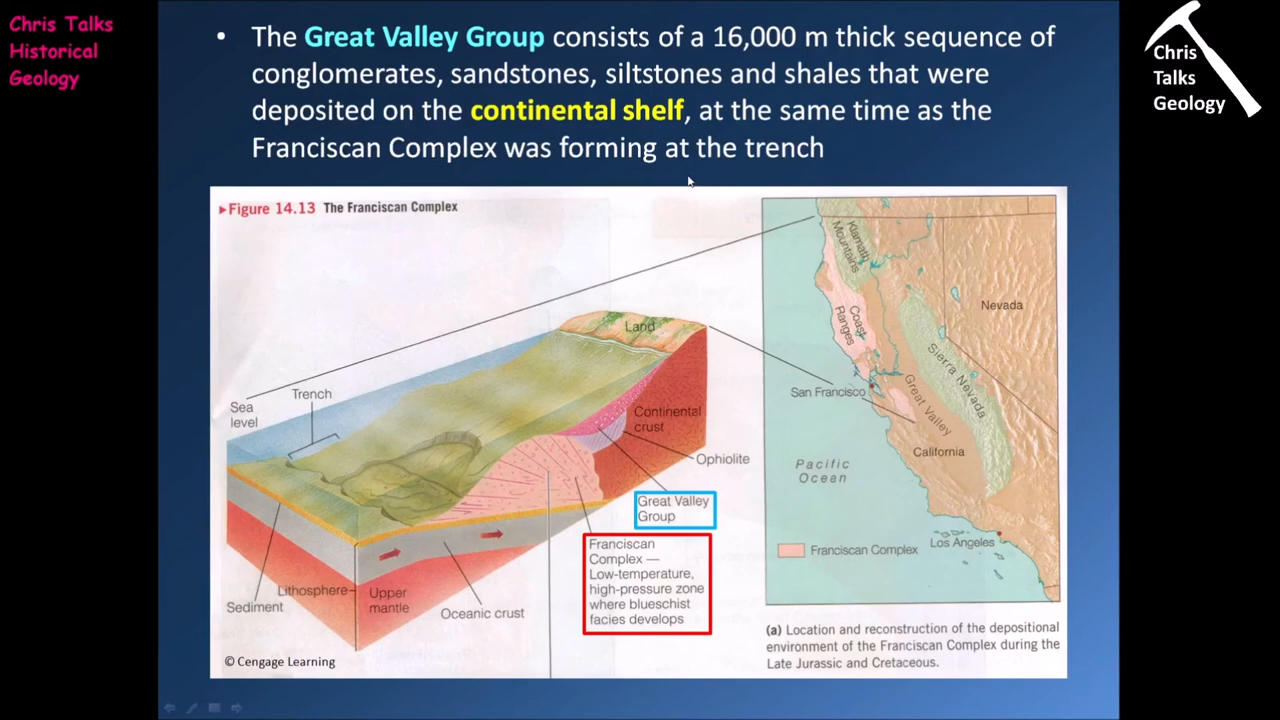 Chris Talks
Historical
Geology
• The Great Valley Group consists of a 16,000 m thick sequence of
conglomerates, sandstones, siltstones and shales that were
deposited on the continental shelf, at the same time as the
Franciscan Complex was forming at the trench
Chris
Talks
Geology
▸Figure 14.13 The Franciscan Complex
Land
Trench
Sea
level
Continental
crust
Ophiolite
Great Valley
Group
Franciscan
Complex —
Low-temperature,
high-pressure zone
where blueschist
facies develops
Lithosphere
Upper
mantle
Sediment
Oceanic crust
© Cengage Learning
Klamath
Mountains
Coast
Ranges
Nevada
Sierra Nevada
San Francisco
Great Valley
California
Pacific
Ocean
Los Angeles
Franciscan Complex
(a) Location and reconstruction of the depositional
environment of the Franciscan Complex during the
Late Jurassic and Cretaceous.